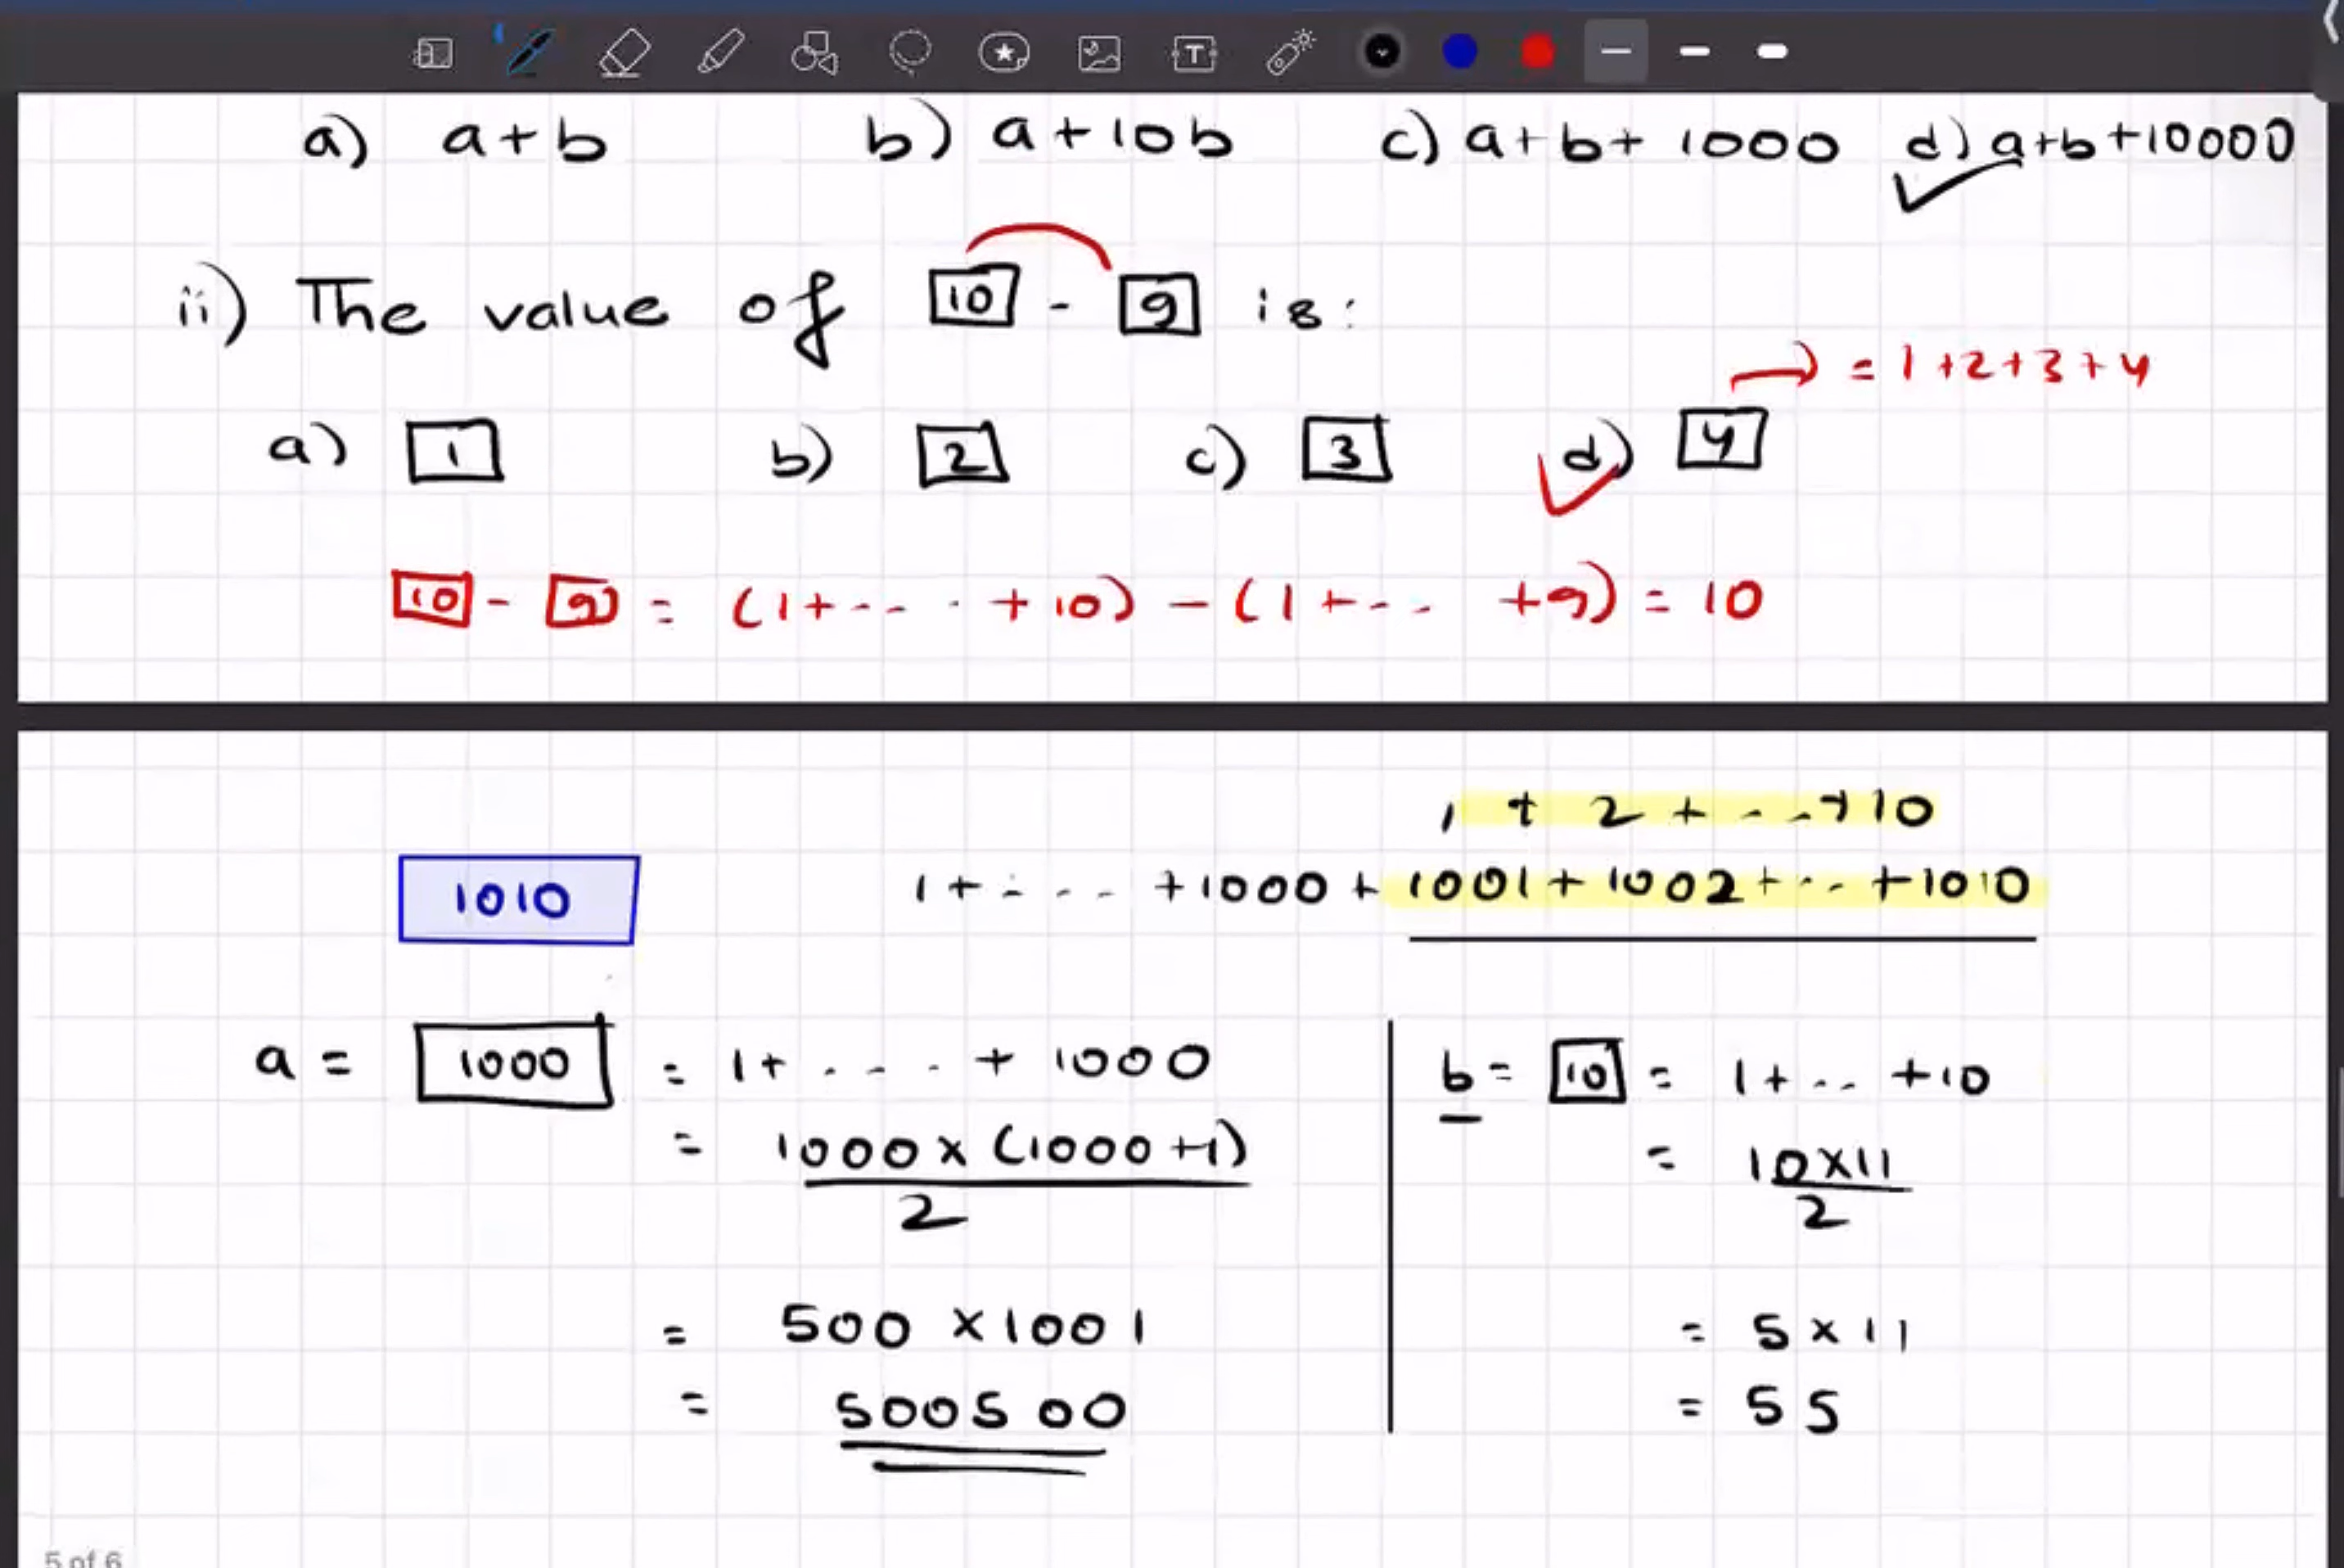 a) a+b b) a+10b c) a+b+1000 d) a+b+10000
ii) The value of 10 - 9 is:
= 1+2+3+4
a) 1 b) 2 c) 3 d) 4
10 - 9 = (1+-- · +10) - (1+-- +9) = 10
1 + 2 + - -+10
1010 1+ - - - +1000 + 1001+1002+ -- +1010
a = 1000 = 1+ . - - . + 1000
= 1000 x (1000+1)
2
= 500 x 1001
= 500500
b = 10 = 1+ -- +10
= 10x11
2
= 5 x 11
= 55
5 of 6